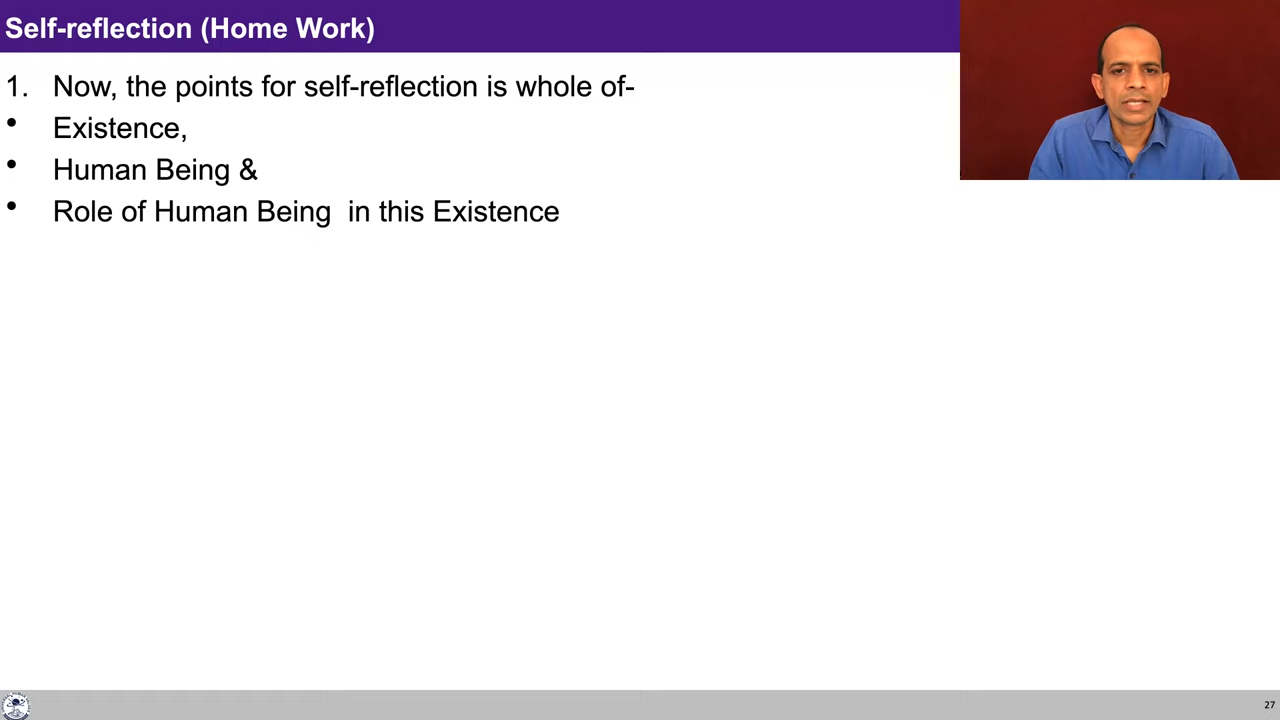 Self-reflection (Home Work)
1. Now, the points for self-reflection is whole of-
• Existence,
• Human Being &
• Role of Human Being  in this Existence
27